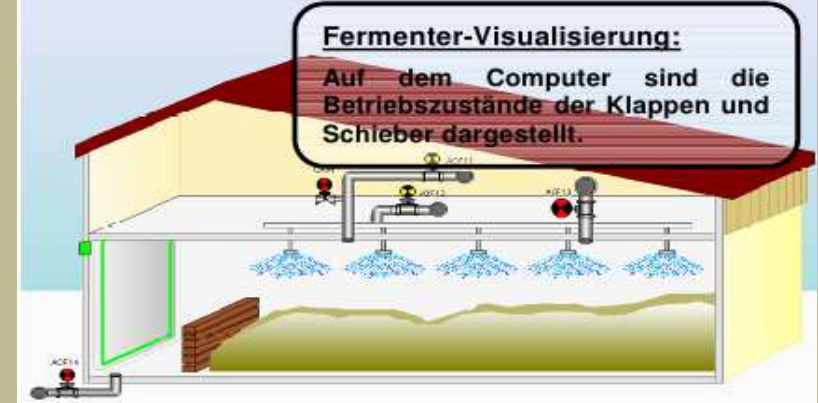 Fermenter-Visualisierung:
Auf dem Computer sind die
Betriebszustände der Klappen und
Schieber dargestellt.